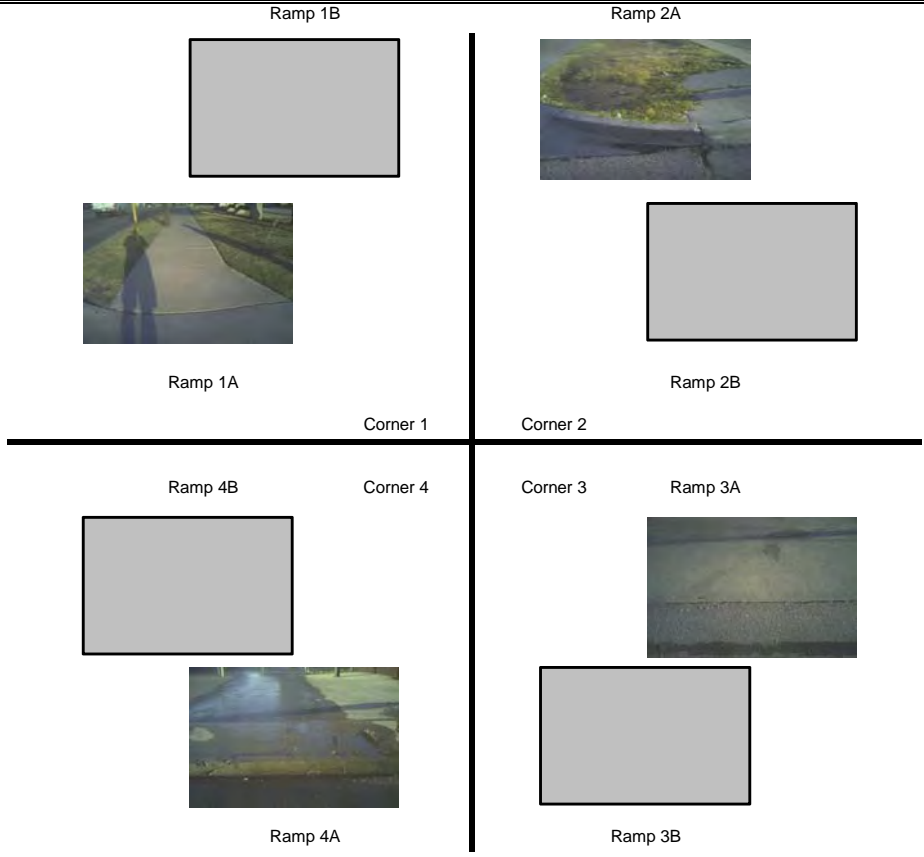 Ramp 1B Ramp 2A
Ramp 1A Ramp 2B
Corner 1 Corner 2
Ramp 4B Corner 4 Corner 3 Ramp 3A
Ramp 4A Ramp 3B